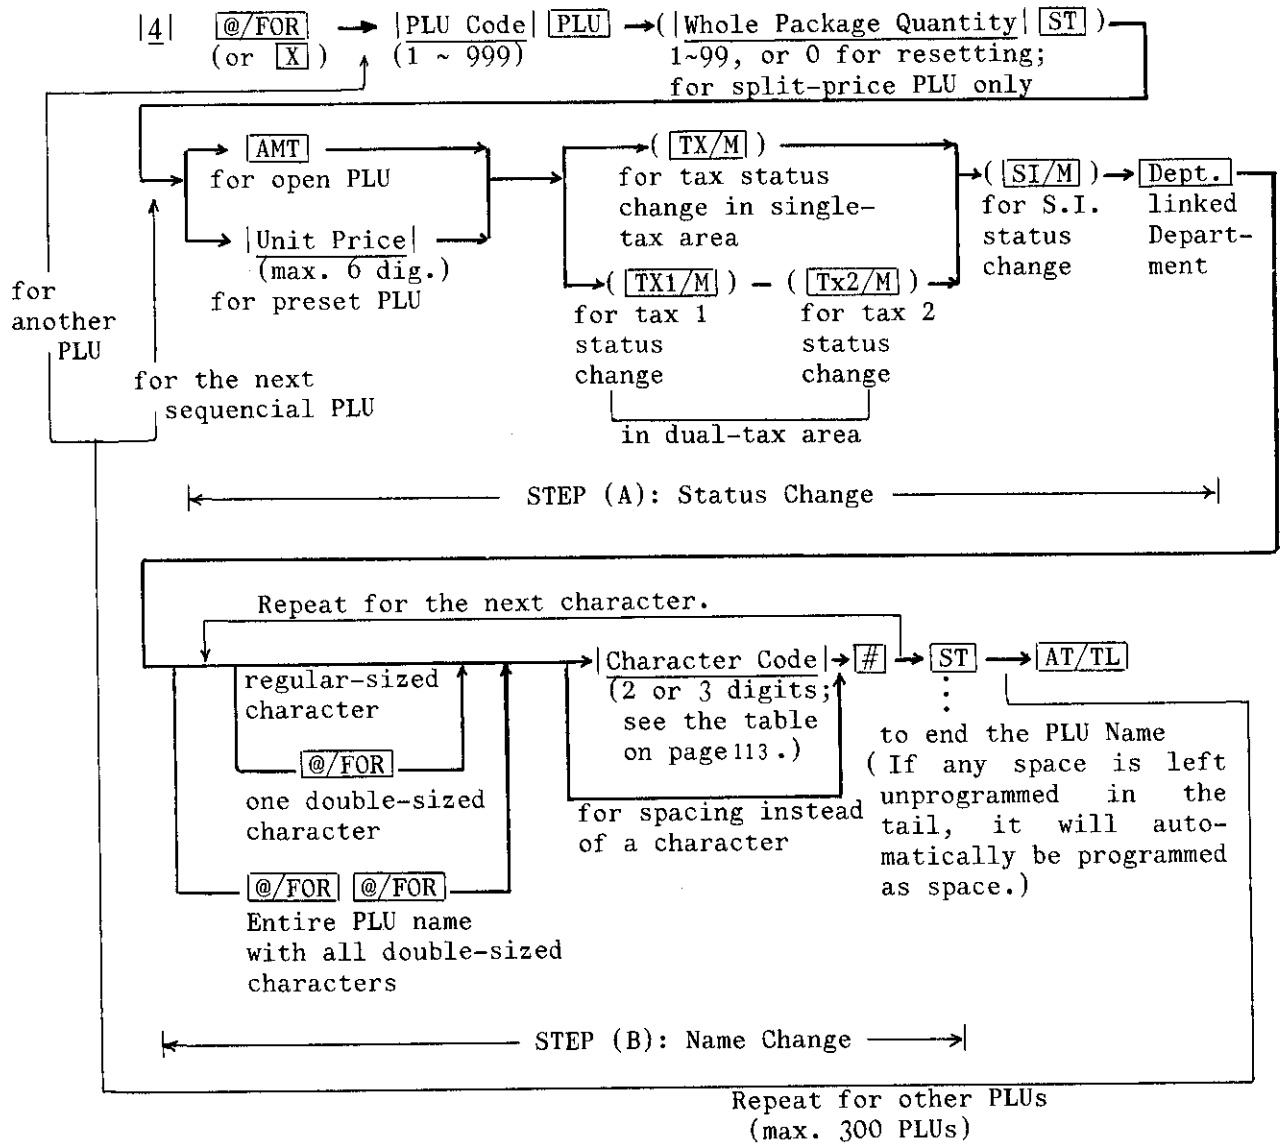 |4| @/FOR → |PLU Code| PLU → (|Whole Package Quantity| ST)
(or X) (1 ~ 999) 1~99, or 0 for resetting;
for split-price PLU only
AMT
for open PLU
|Unit Price|
(max. 6 dig.)
for preset PLU
(TX/M)
for tax status
change in single-
tax area
(TX1/M) – (Tx2/M)
for tax 1
status
change
for tax 2
status
change
in dual-tax area
(SI/M) → Dept.
for S.I.
status
change
linked
Depart-
ment
for
another
PLU
for the next
sequencial PLU
STEP (A): Status Change
Repeat for the next character.
regular-sized
character
@/FOR
one double-sized
character
@/FOR @/FOR
Entire PLU name
with all double-sized
characters
|Character Code| → # → ST → AT/TL
(2 or 3 digits;
see the table
on page 113.)
for spacing instead
of a character
to end the PLU Name
(If any space is left
unprogrammed in the
tail, it will auto-
matically be programmed
as space.)
STEP (B): Name Change
Repeat for other PLUs
(max. 300 PLUs)